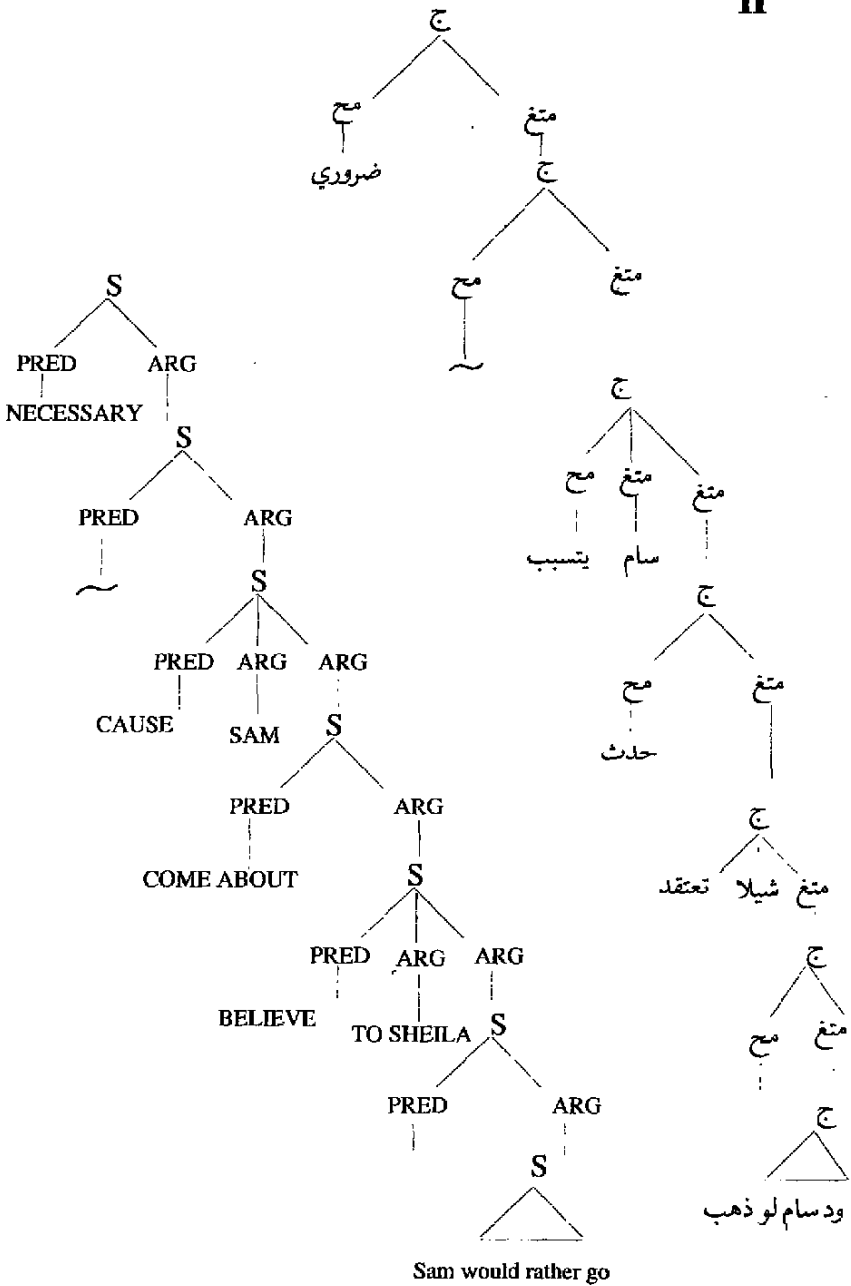 II
ج
مح متغ
ضروري
ج
مح متغ
~
S
PRED ARG
NECESSARY
S
PRED ARG
~
S
PRED ARG ARG
CAUSE SAM
S
PRED ARG
COME ABOUT
S
PRED ARG ARG
BELIEVE TO SHEILA
S
PRED ARG
S
Sam would rather go
ج
مح متغ متغ
يتسبب سام
ج
مح متغ
حدث
ج
تعتقد شيلا متغ
ج
مح متغ
ج
ود سام لو ذهب